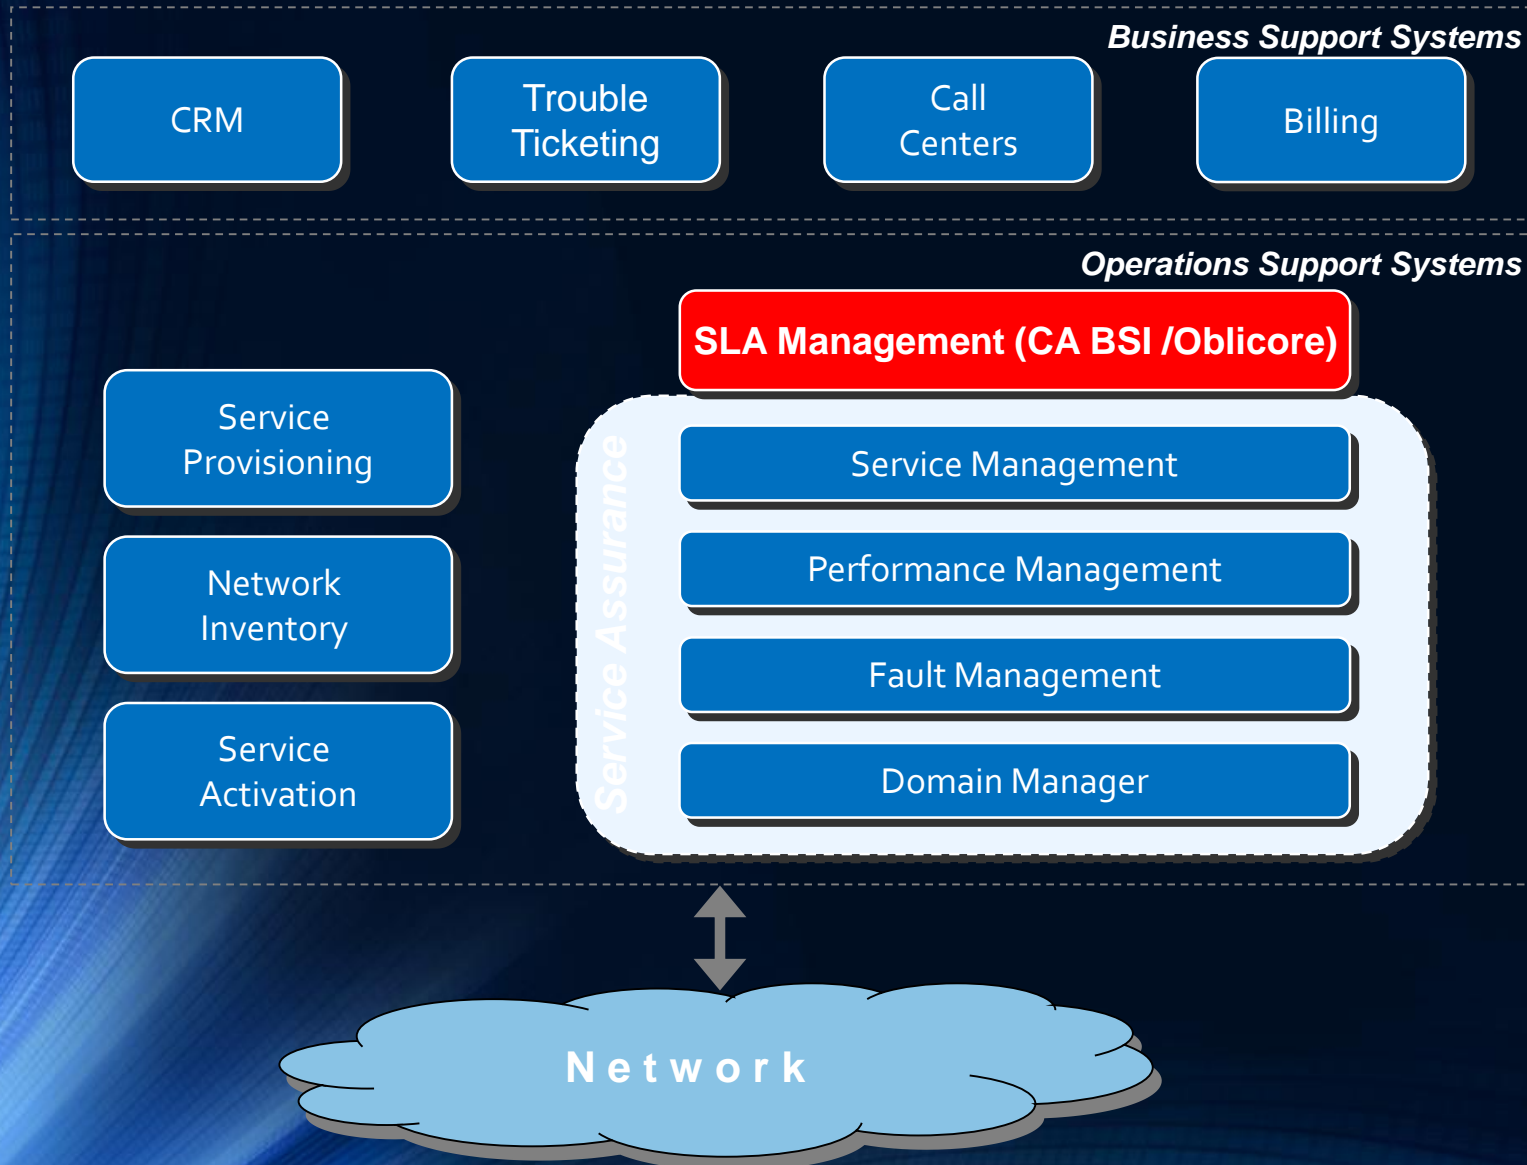 Business Support Systems
CRM
Trouble
Ticketing
Call
Centers
Billing
Operations Support Systems
SLA Management (CA BSI /Oblicore)
Service
Provisioning
Network
Inventory
Service
Activation
Service Assurance
Service Management
Performance Management
Fault Management
Domain Manager
Network